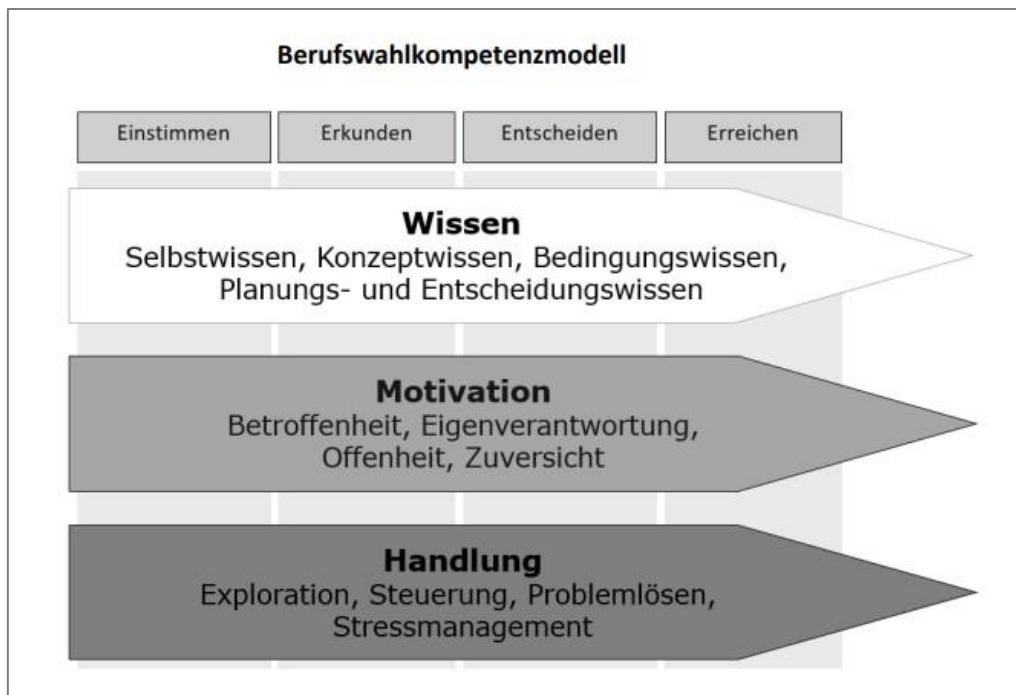 Berufswahlkompetenzmodell
Einstimmen
Erkunden
Entscheiden
Erreichen
Wissen
Selbstwissen, Konzeptwissen, Bedingungswissen,
Planungs- und Entscheidungswissen
Motivation
Betroffenheit, Eigenverantwortung,
Offenheit, Zuversicht
Handlung
Exploration, Steuerung, Problemlösen,
Stressmanagement